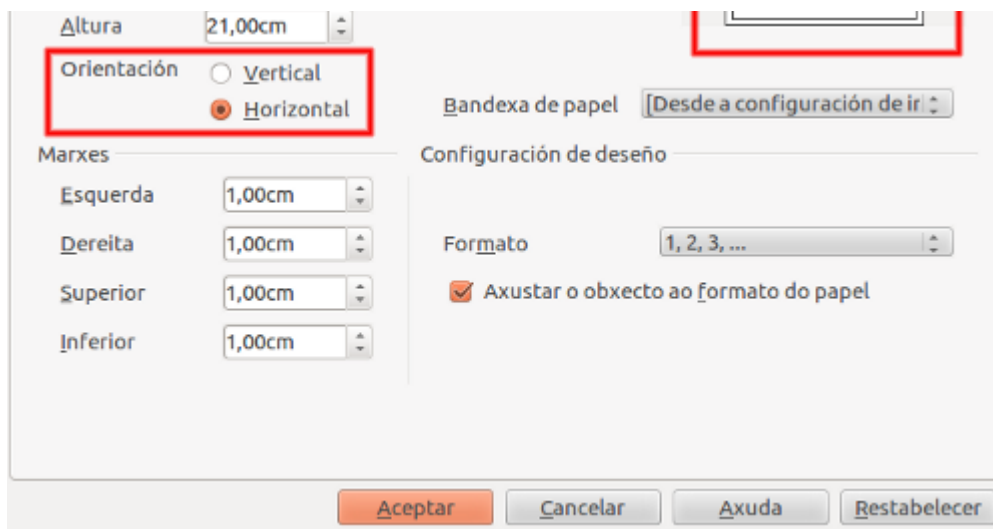 Altura 21,00cm
Orientación Vertical
Horizontal
Bandexa de papel [Desde a configuración de ir
Marxes
Configuración de deseño
Esquerda 1,00cm
Dereita 1,00cm
Formato 1, 2, 3, ...
Superior 1,00cm
Axustar o obxecto ao formato do papel
Inferior 1,00cm
Aceptar Cancelar Axuda Restabelecer